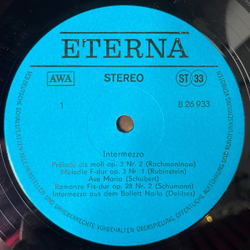 ETERNA
AWA
STEREO
ST 33
1
B 26 933
Intermezzo
Prélude cis-moll op. 3 Nr. 2 (Rachmaninow)
Melodie F-dur op. 3 Nr. 1 (Rubinstein)
Ave Maria (Schubert)
Romanze Fis-dur op. 28 Nr. 2 (Schumann)
Intermezzo aus dem Ballett Naila (Delibes)